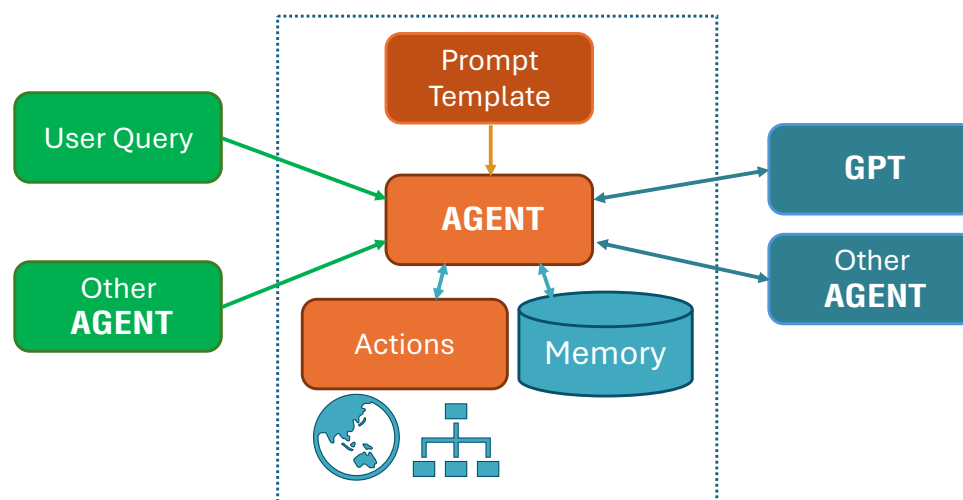 Prompt
Template
User Query
AGENT
GPT
Other
AGENT
Other
AGENT
Actions
Memory